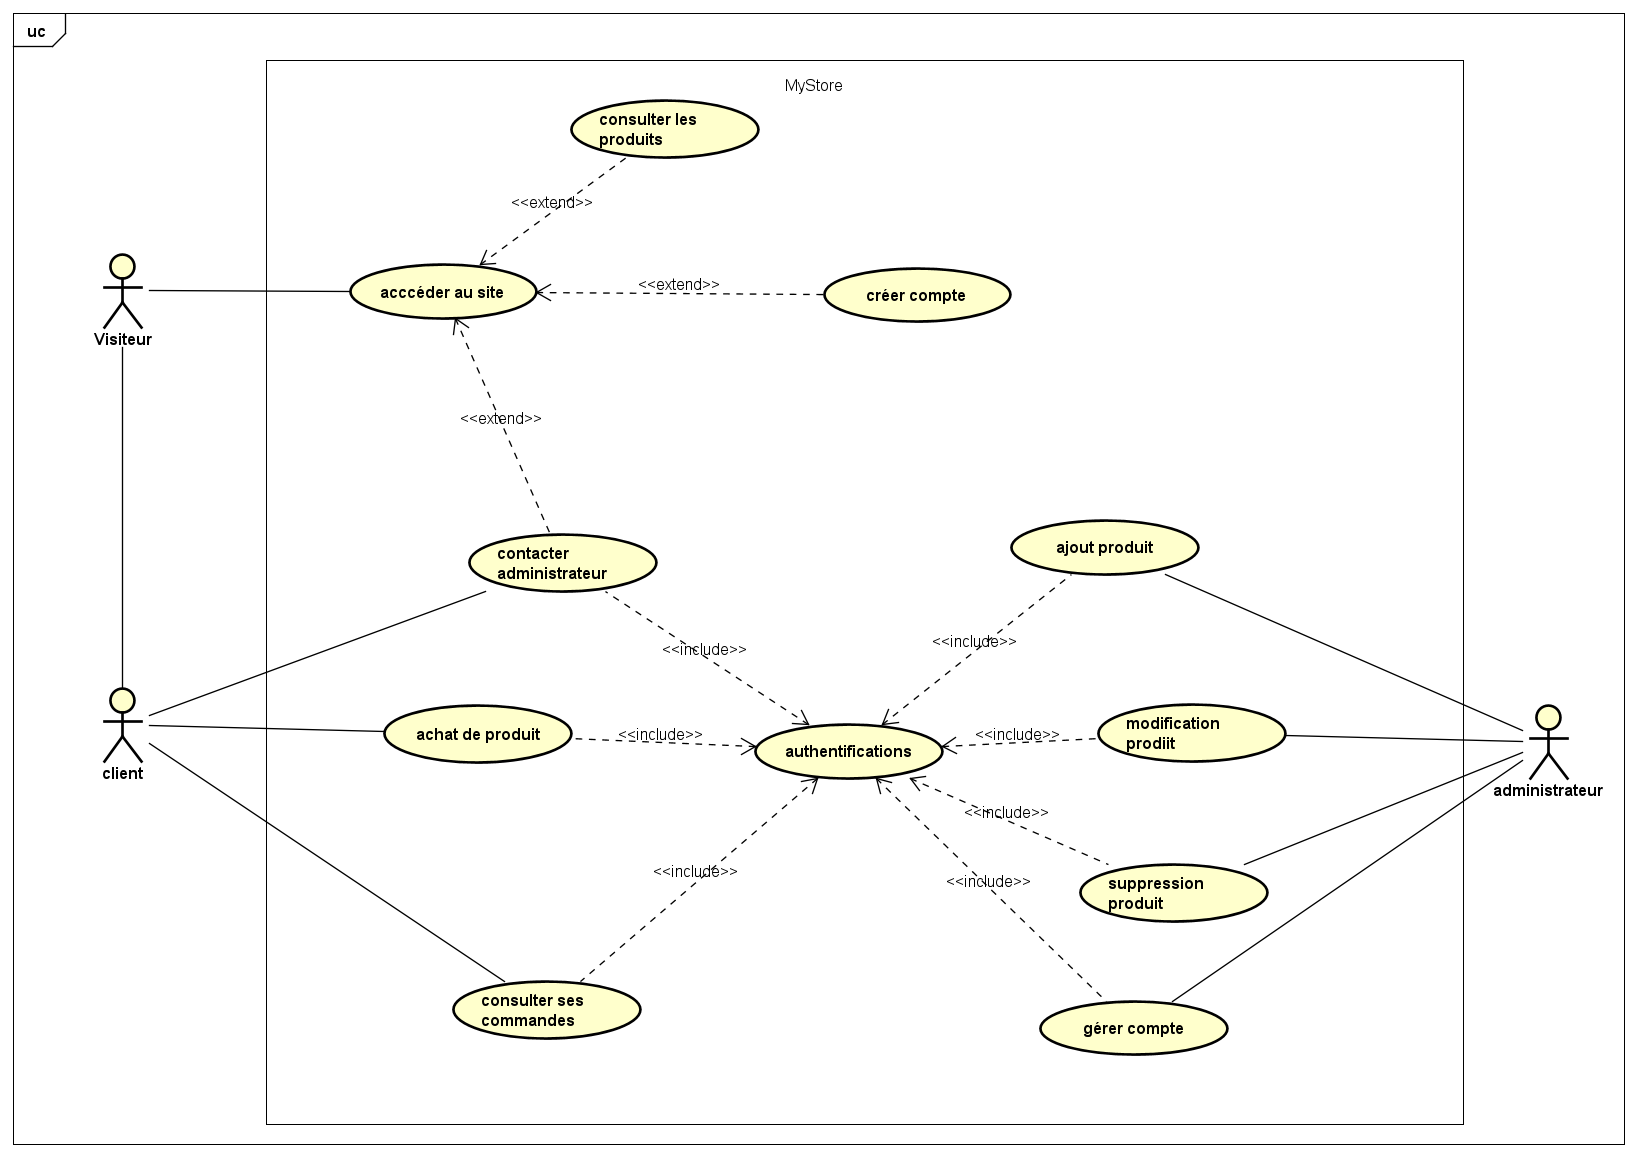 uc
MyStore
consulter les
produits
<<extend>>
acccéder au site
<<extend>>
créer compte
Visiteur
<<extend>>
contacter
administrateur
ajout produit
<<include>>
<<include>>
achat de produit
<<include>>
authentifications
<<include>>
modification
prodiit
client
administrateur
<<include>>
<<include>>
<<include>>
suppression
produit
consulter ses
commandes
gérer compte